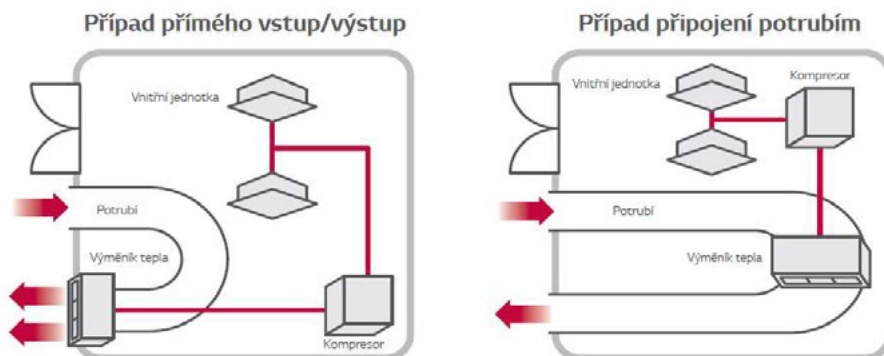 Případ přímého vstup/výstup
Vnitřní jednotka
Potrubí
Výměník tepla
Kompresor
Případ připojení potrubím
Kompresor
Vnitřní jednotka
Potrubí
Výměník tepla